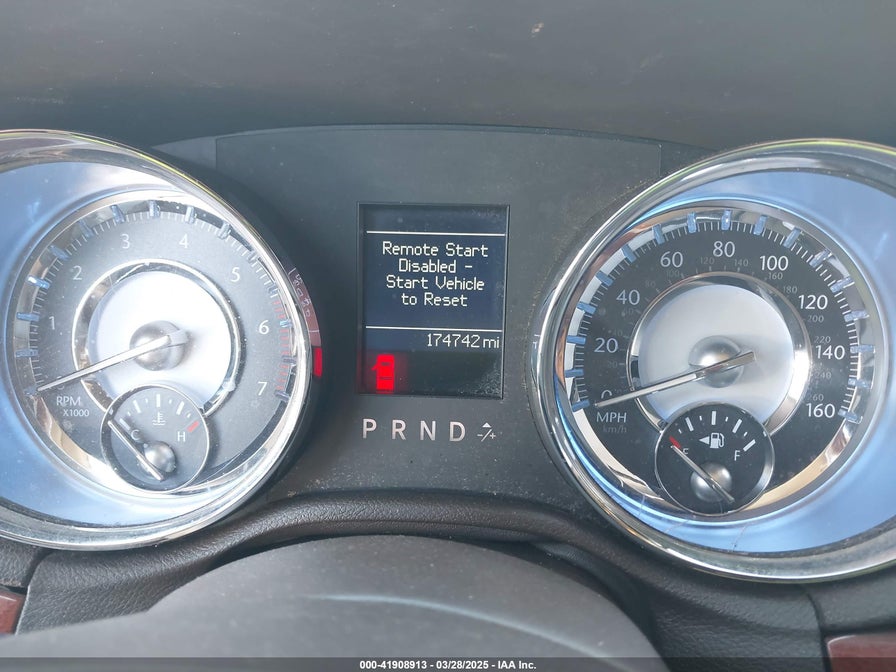 Remote Start
Disabled -
Start Vehicle
to Reset
174742 mi
P R N D -/+
1 2 3 4 5 6 7
RPM
X1000
C H
0 20 40 60 80 100 120 140 160
MPH
km/h
E F
000-41908913 / 03/28/2025 - IAA Inc.